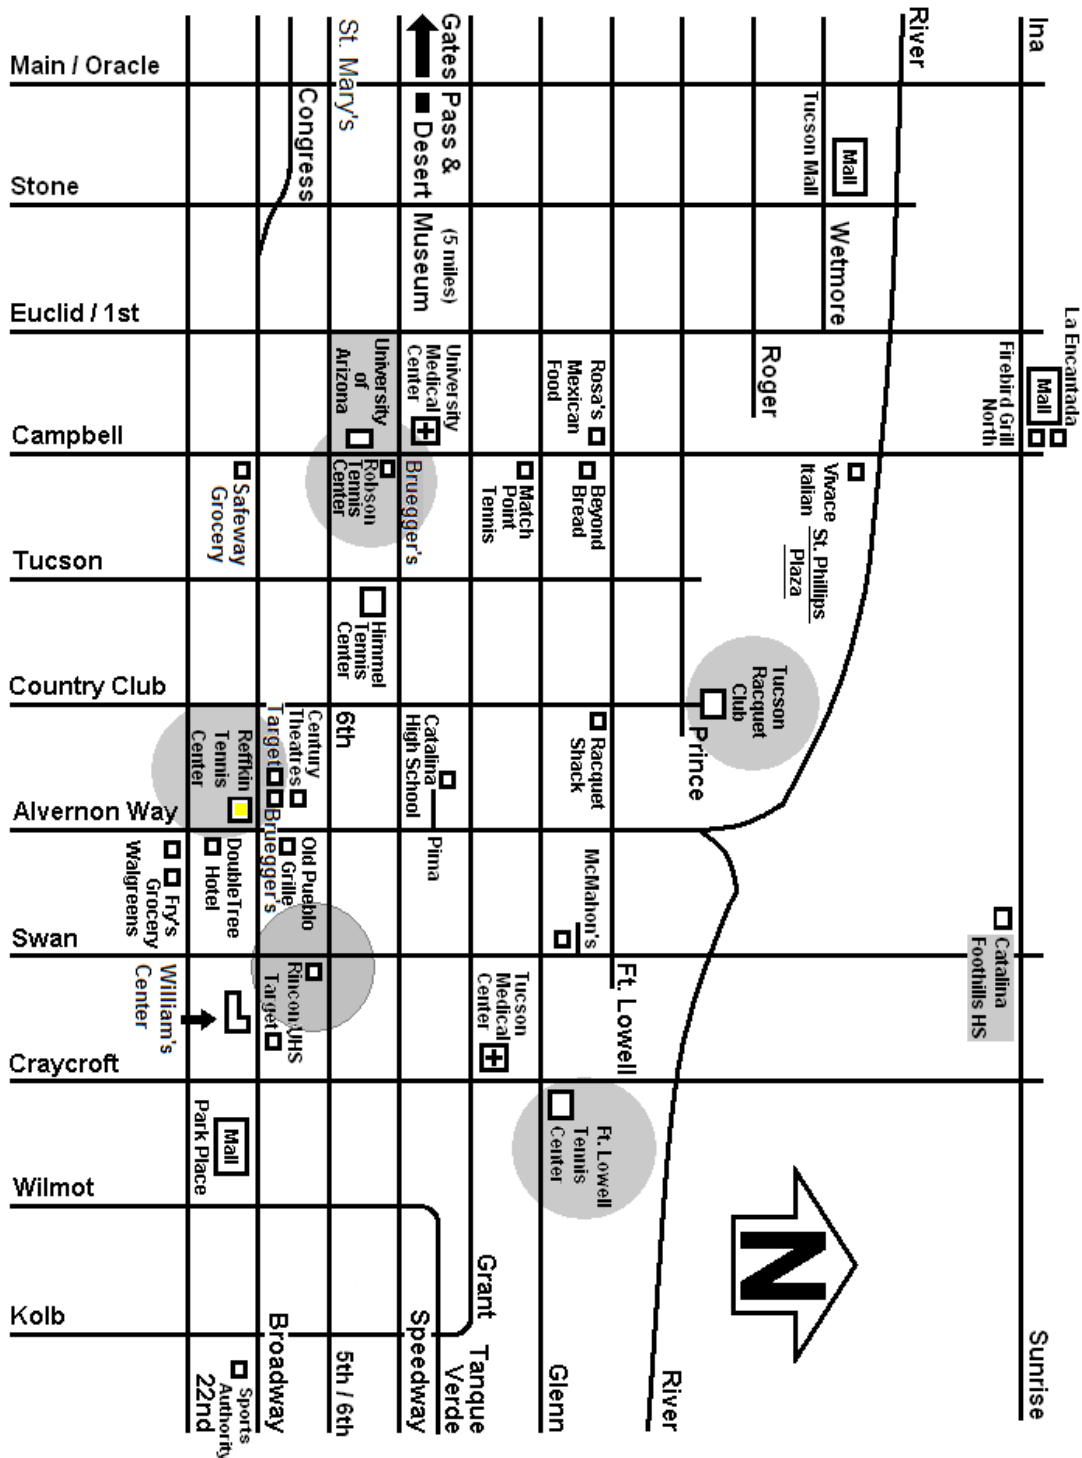 Ina
River
Gates Pass &
Desert Museum
(5 miles)
St. Mary's
Congress
Main / Oracle
Tucson Mall
Mall
Stone
Wetmore
Euclid / 1st
La Encantada
Mall
Firebird Grill
North
Roger
Rosa's
Mexican
Food
University
Medical
Center
University
of
Arizona
Campbell
Safeway
Grocery
Robson
Tennis
Center
Bruegger's
Match
Point
Tennis
Beyond
Bread
Vivace
Italian
St. Phillips
Plaza
Tucson
Himmel
Tennis
Center
Tucson
Racquet
Club
Country Club
6th
Prince
Century
Theatres
Target
Reffkin
Tennis
Center
Catalina
High School
Racquet
Shack
Alvernon Way
Pima
Bruegger's
Old Pueblo
Grille
DoubleTree
Hotel
Fry's
Grocery
Walgreens
McMahon's
Swan
Catalina
Foothills HS
Ft. Lowell
Rincon/UHS
Target
William's
Center
Tucson
Medical
Center
Craycroft
Mall
Park Place
Ft. Lowell
Tennis
Center
Wilmot
N
Grant
Kolb
Broadway
Speedway
Tanque
Verde
5th / 6th
Glenn
River
Sunrise
22nd
Sports
Authority